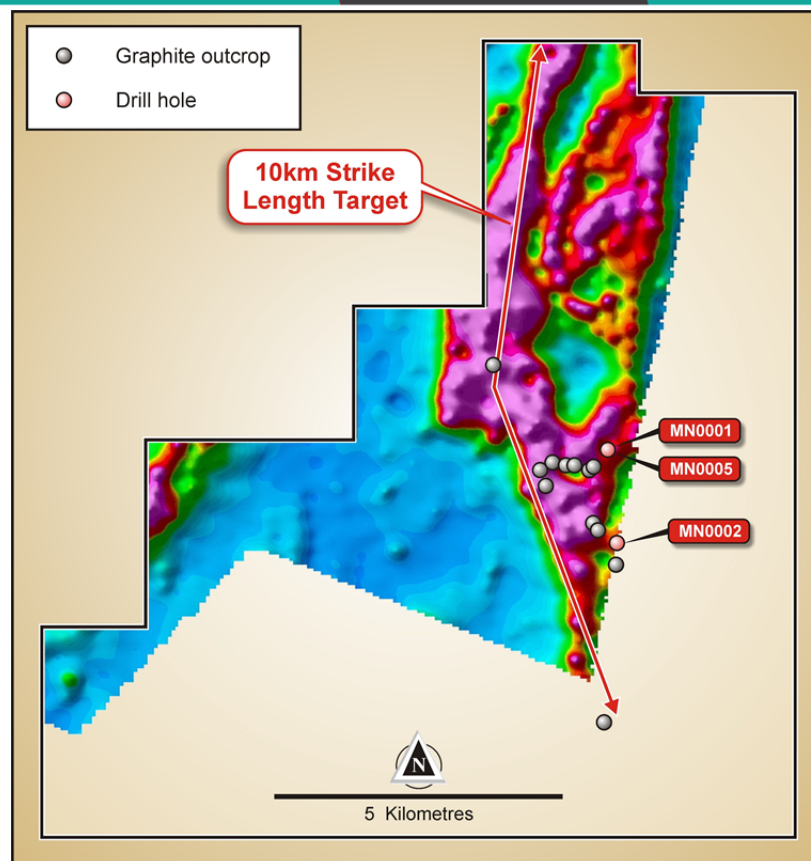 Graphite outcrop
Drill hole
10km Strike
Length Target
MN0001
MN0005
MN0002
N
5 Kilometres